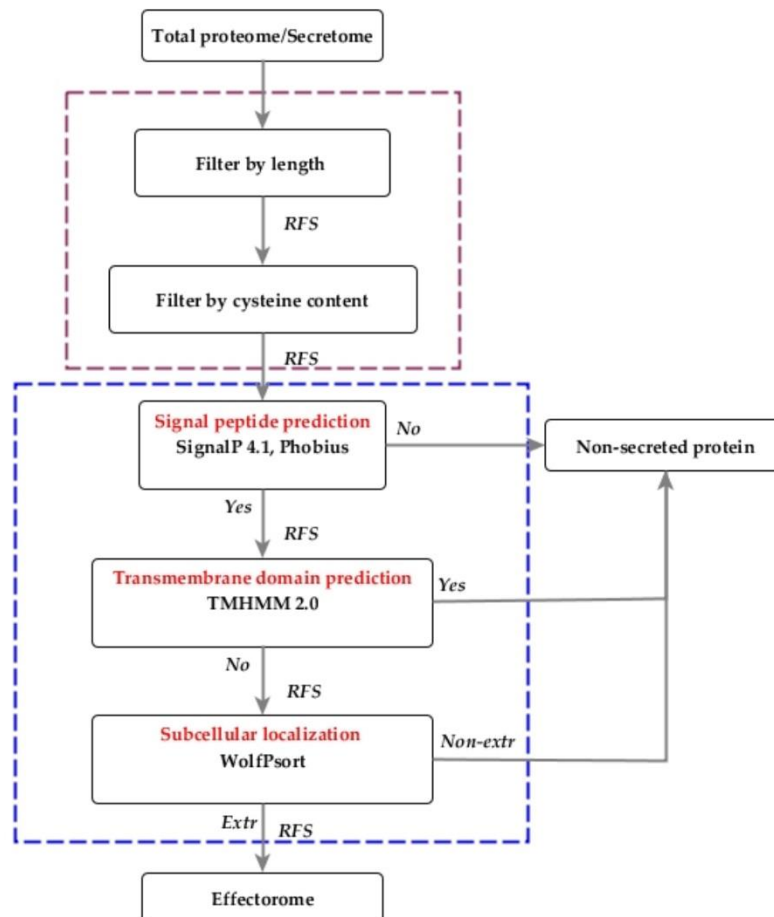 Total proteome/Secretome
Filter by length
RFS
Filter by cysteine content
RFS
Signal peptide prediction
SignalP 4.1, Phobius
No
Non-secreted protein
Yes
RFS
Transmembrane domain prediction
TMHMM 2.0
Yes
No
RFS
Subcellular localization
WolfPsort
Non-extr
Extr
RFS
Effectorome